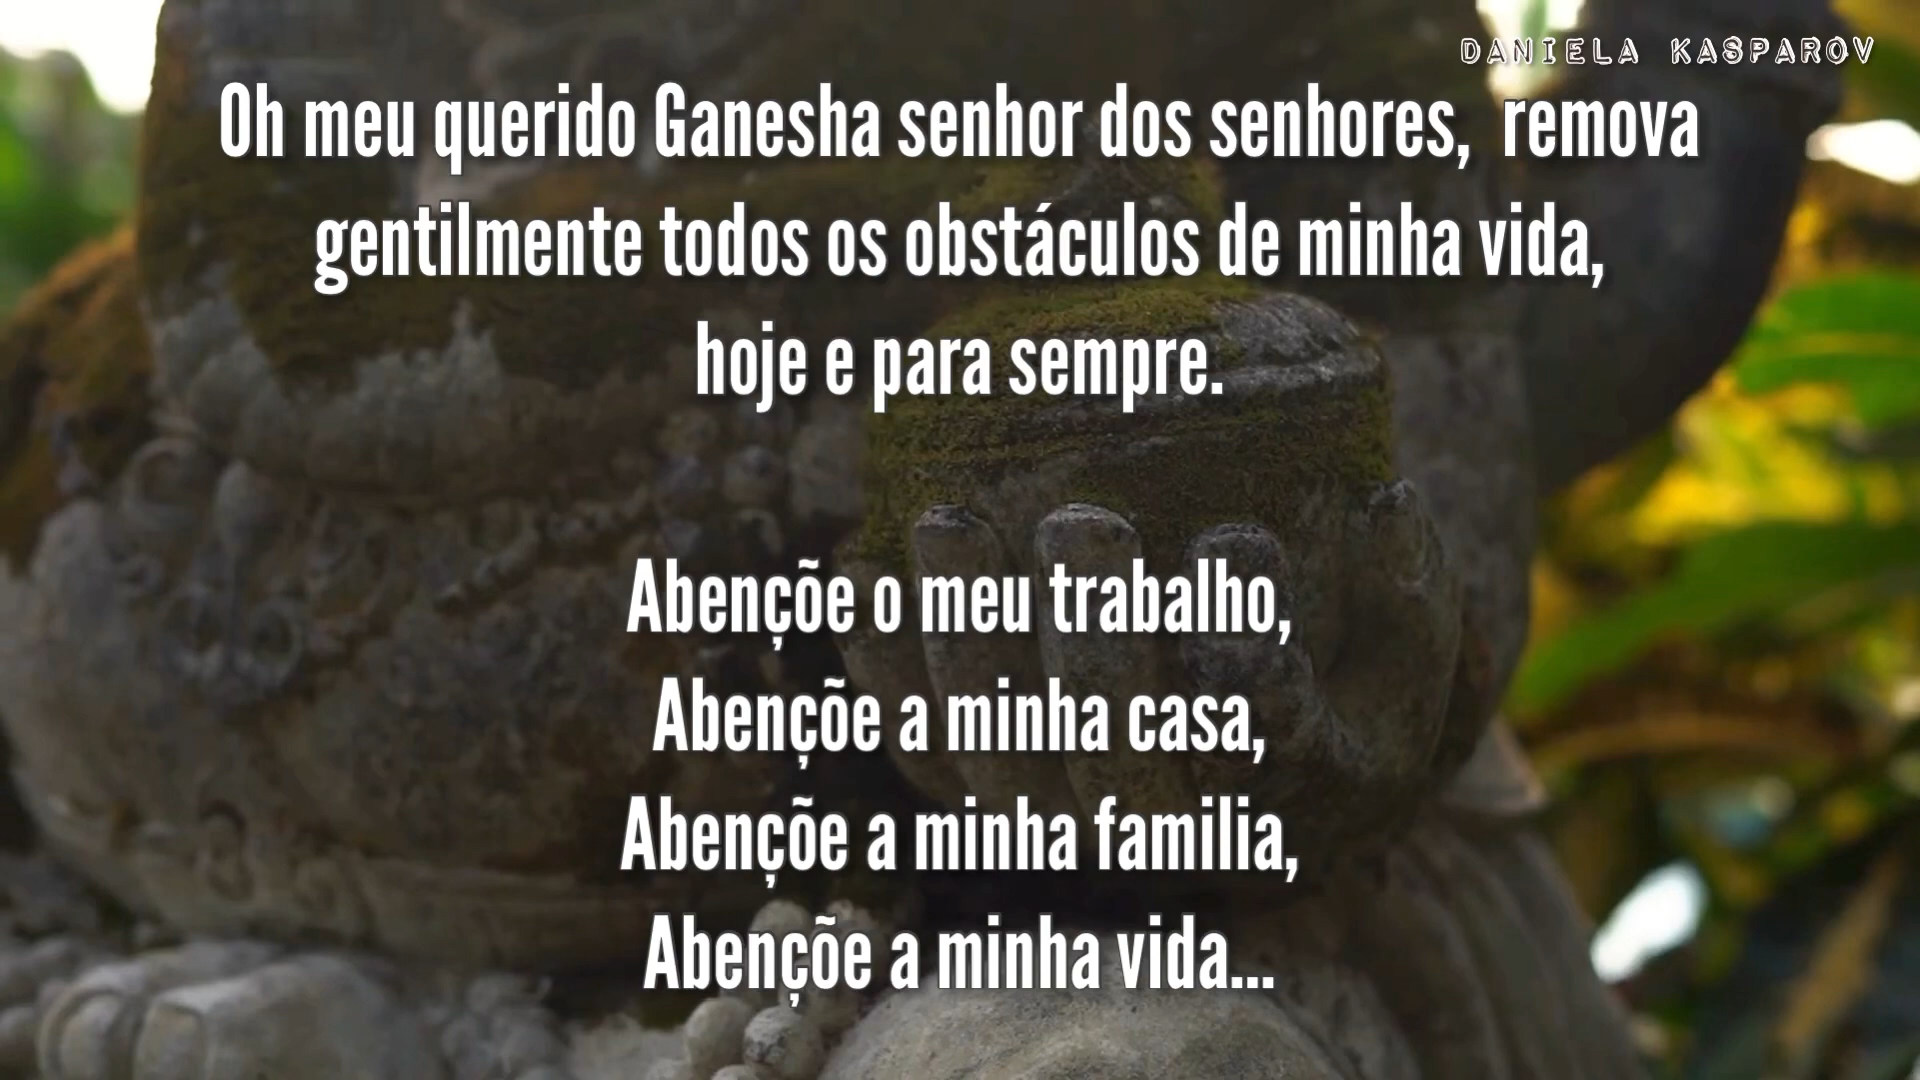 DANIELA KASPAROV
Oh meu querido Ganesha senhor dos senhores, remova
gentilmente todos os obstáculos de minha vida,
hoje e para sempre.
Abençõe o meu trabalho,
Abençõe a minha casa,
Abençõe a minha familia,
Abençõe a minha vida...